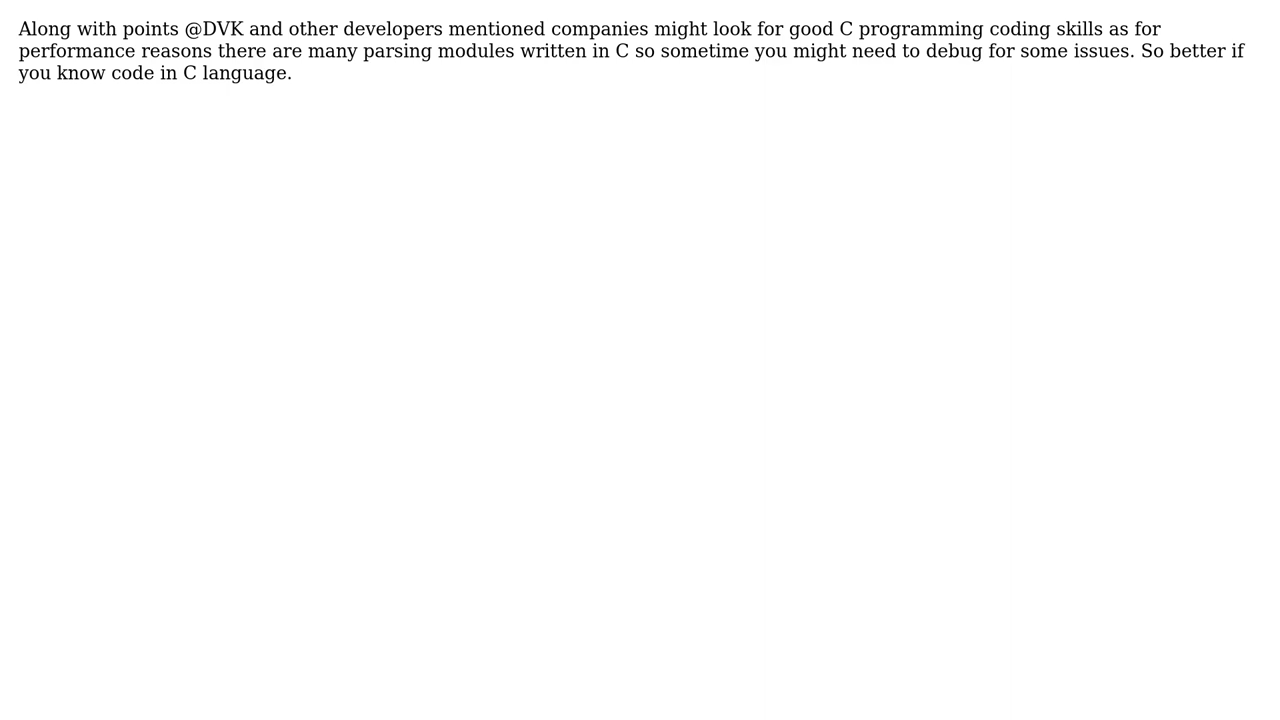 Along with points @DVK and other developers mentioned companies might look for good C programming coding skills as for
performance reasons there are many parsing modules written in C so sometime you might need to debug for some issues. So better if
you know code in C language.